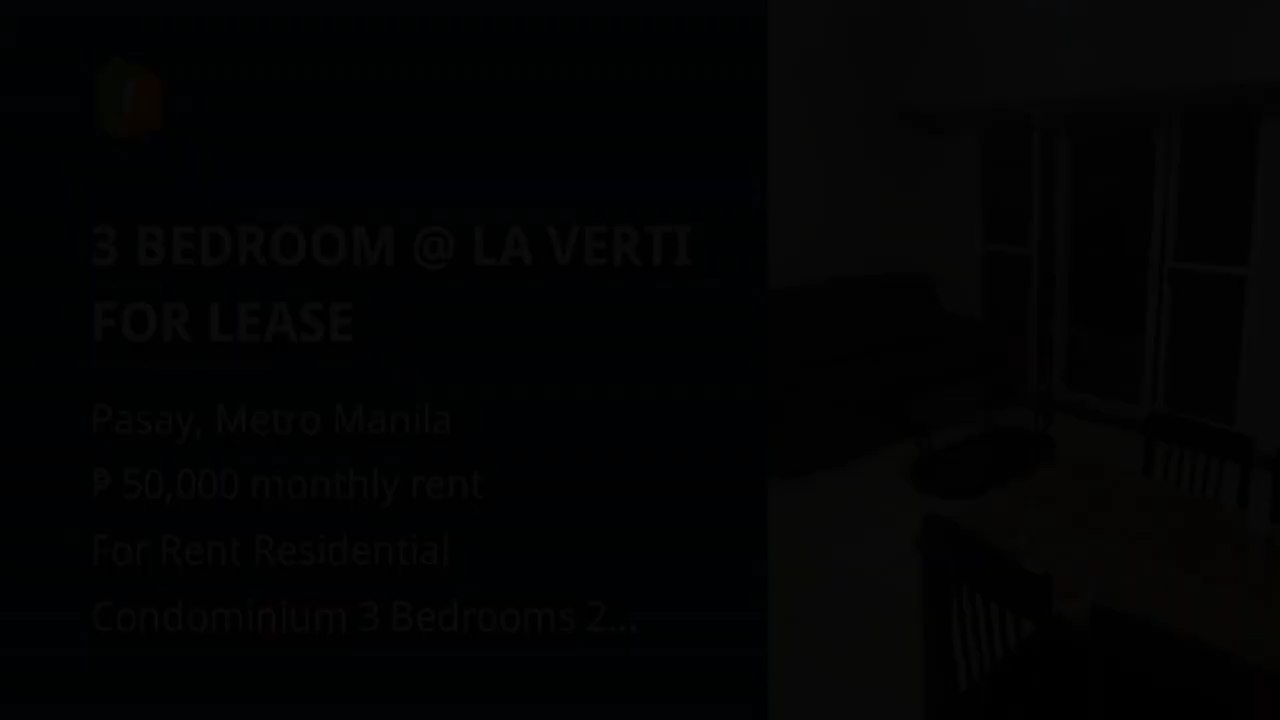 3 BEDROOM @ LA VERTI
FOR LEASE
Pasay, Metro Manila
₱ 50,000 monthly rent
For Rent Residential
Condominium 3 Bedrooms 2...